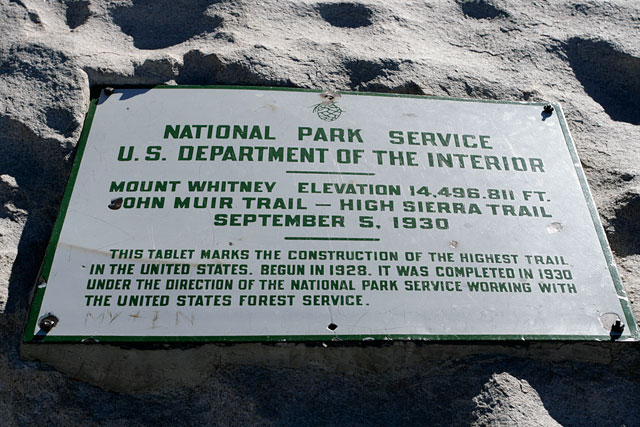 NATIONAL PARK SERVICE
U. S. DEPARTMENT OF THE INTERIOR
MOUNT WHITNEY ELEVATION 14,496.811 FT.
JOHN MUIR TRAIL — HIGH SIERRA TRAIL
SEPTEMBER 5, 1930
THIS TABLET MARKS THE CONSTRUCTION OF THE HIGHEST TRAIL
IN THE UNITED STATES. BEGUN IN 1928. IT WAS COMPLETED IN 1930
UNDER THE DIRECTION OF THE NATIONAL PARK SERVICE WORKING WITH
THE UNITED STATES FOREST SERVICE.